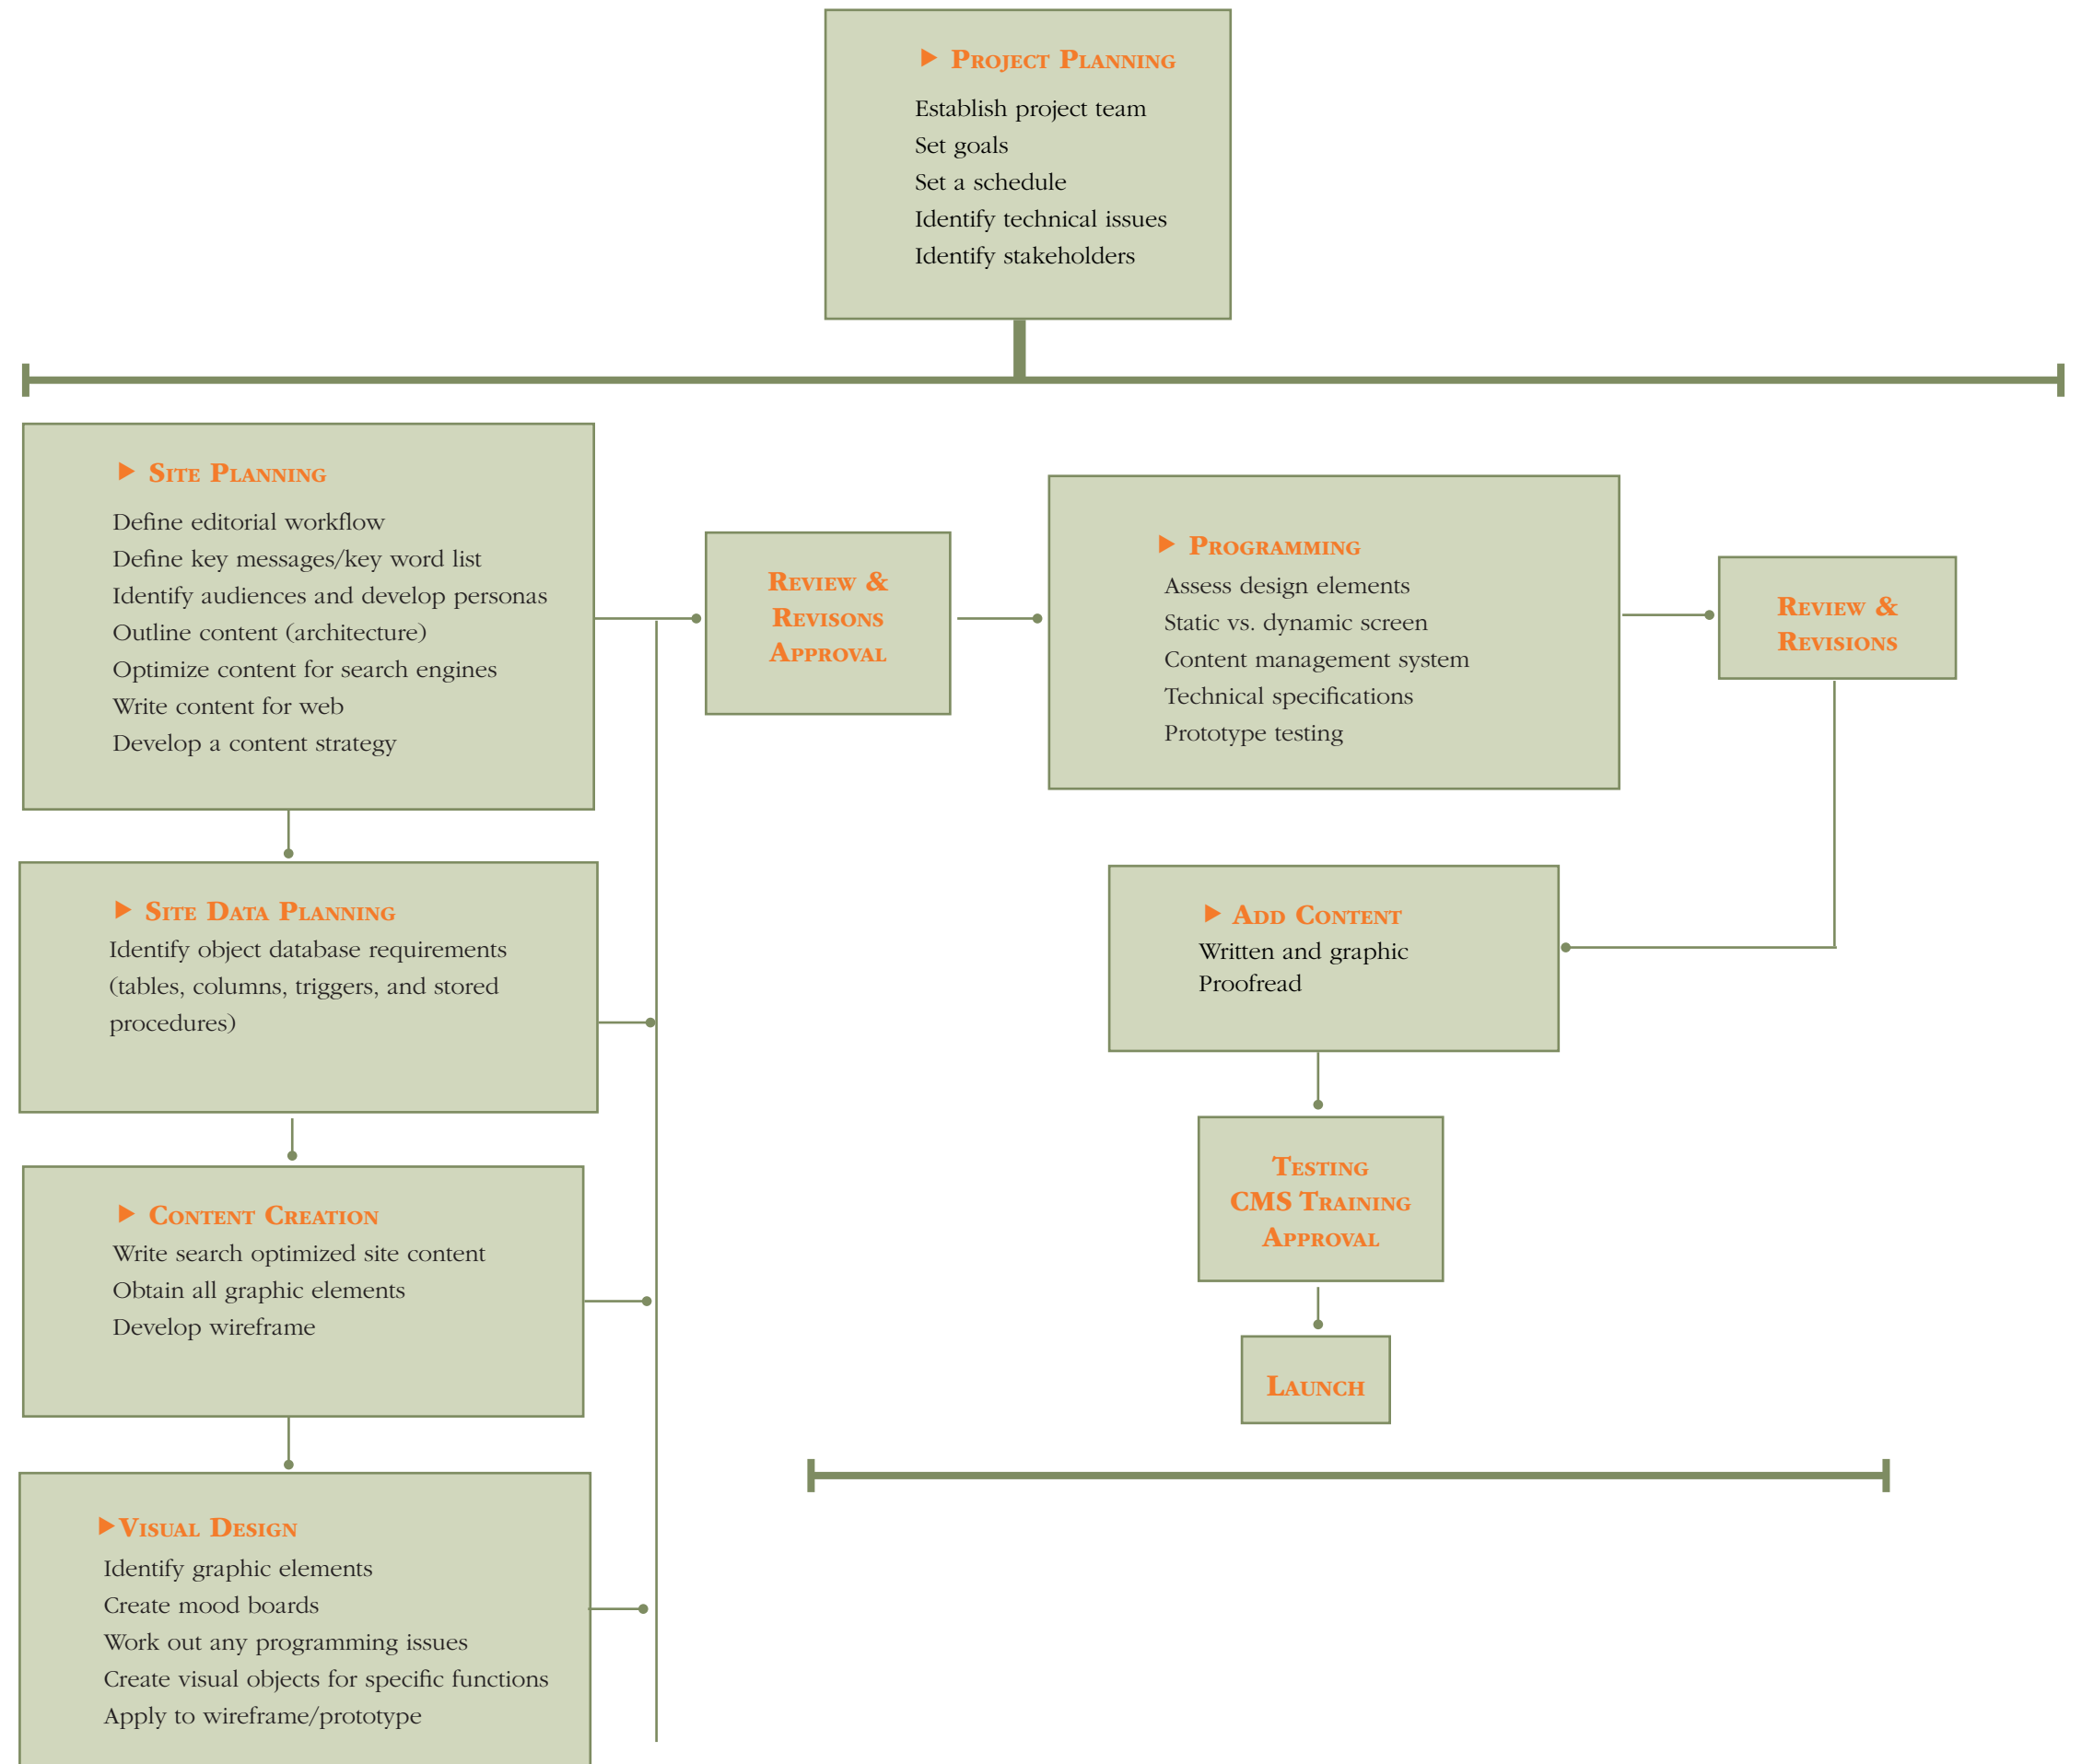 Project Planning
Establish project team
Set goals
Set a schedule
Identify technical issues
Identify stakeholders
Site Planning
Define editorial workflow
Define key messages/key word list
Identify audiences and develop personas
Outline content (architecture)
Optimize content for search engines
Write content for web
Develop a content strategy
Review &
Revisons
Approval
Programming
Assess design elements
Static vs. dynamic screen
Content management system
Technical specifications
Prototype testing
Review &
Revisions
Site Data Planning
Identify object database requirements
(tables, columns, triggers, and stored
procedures)
Add Content
Written and graphic
Proofread
Content Creation
Write search optimized site content
Obtain all graphic elements
Develop wireframe
Testing
CMS Training
Approval
Launch
Visual Design
Identify graphic elements
Create mood boards
Work out any programming issues
Create visual objects for specific functions
Apply to wireframe/prototype